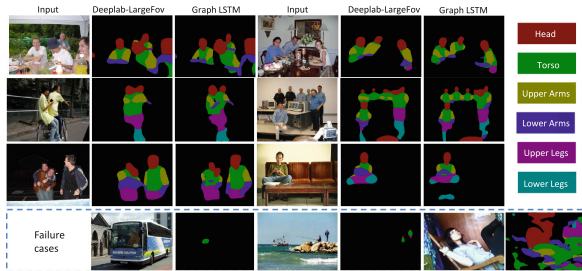 Input Deeplab-LargeFov Graph LSTM Input Deeplab-LargeFov Graph LSTM
Head
Torso
Upper Arms
Lower Arms
Upper Legs
Lower Legs
Failure
cases